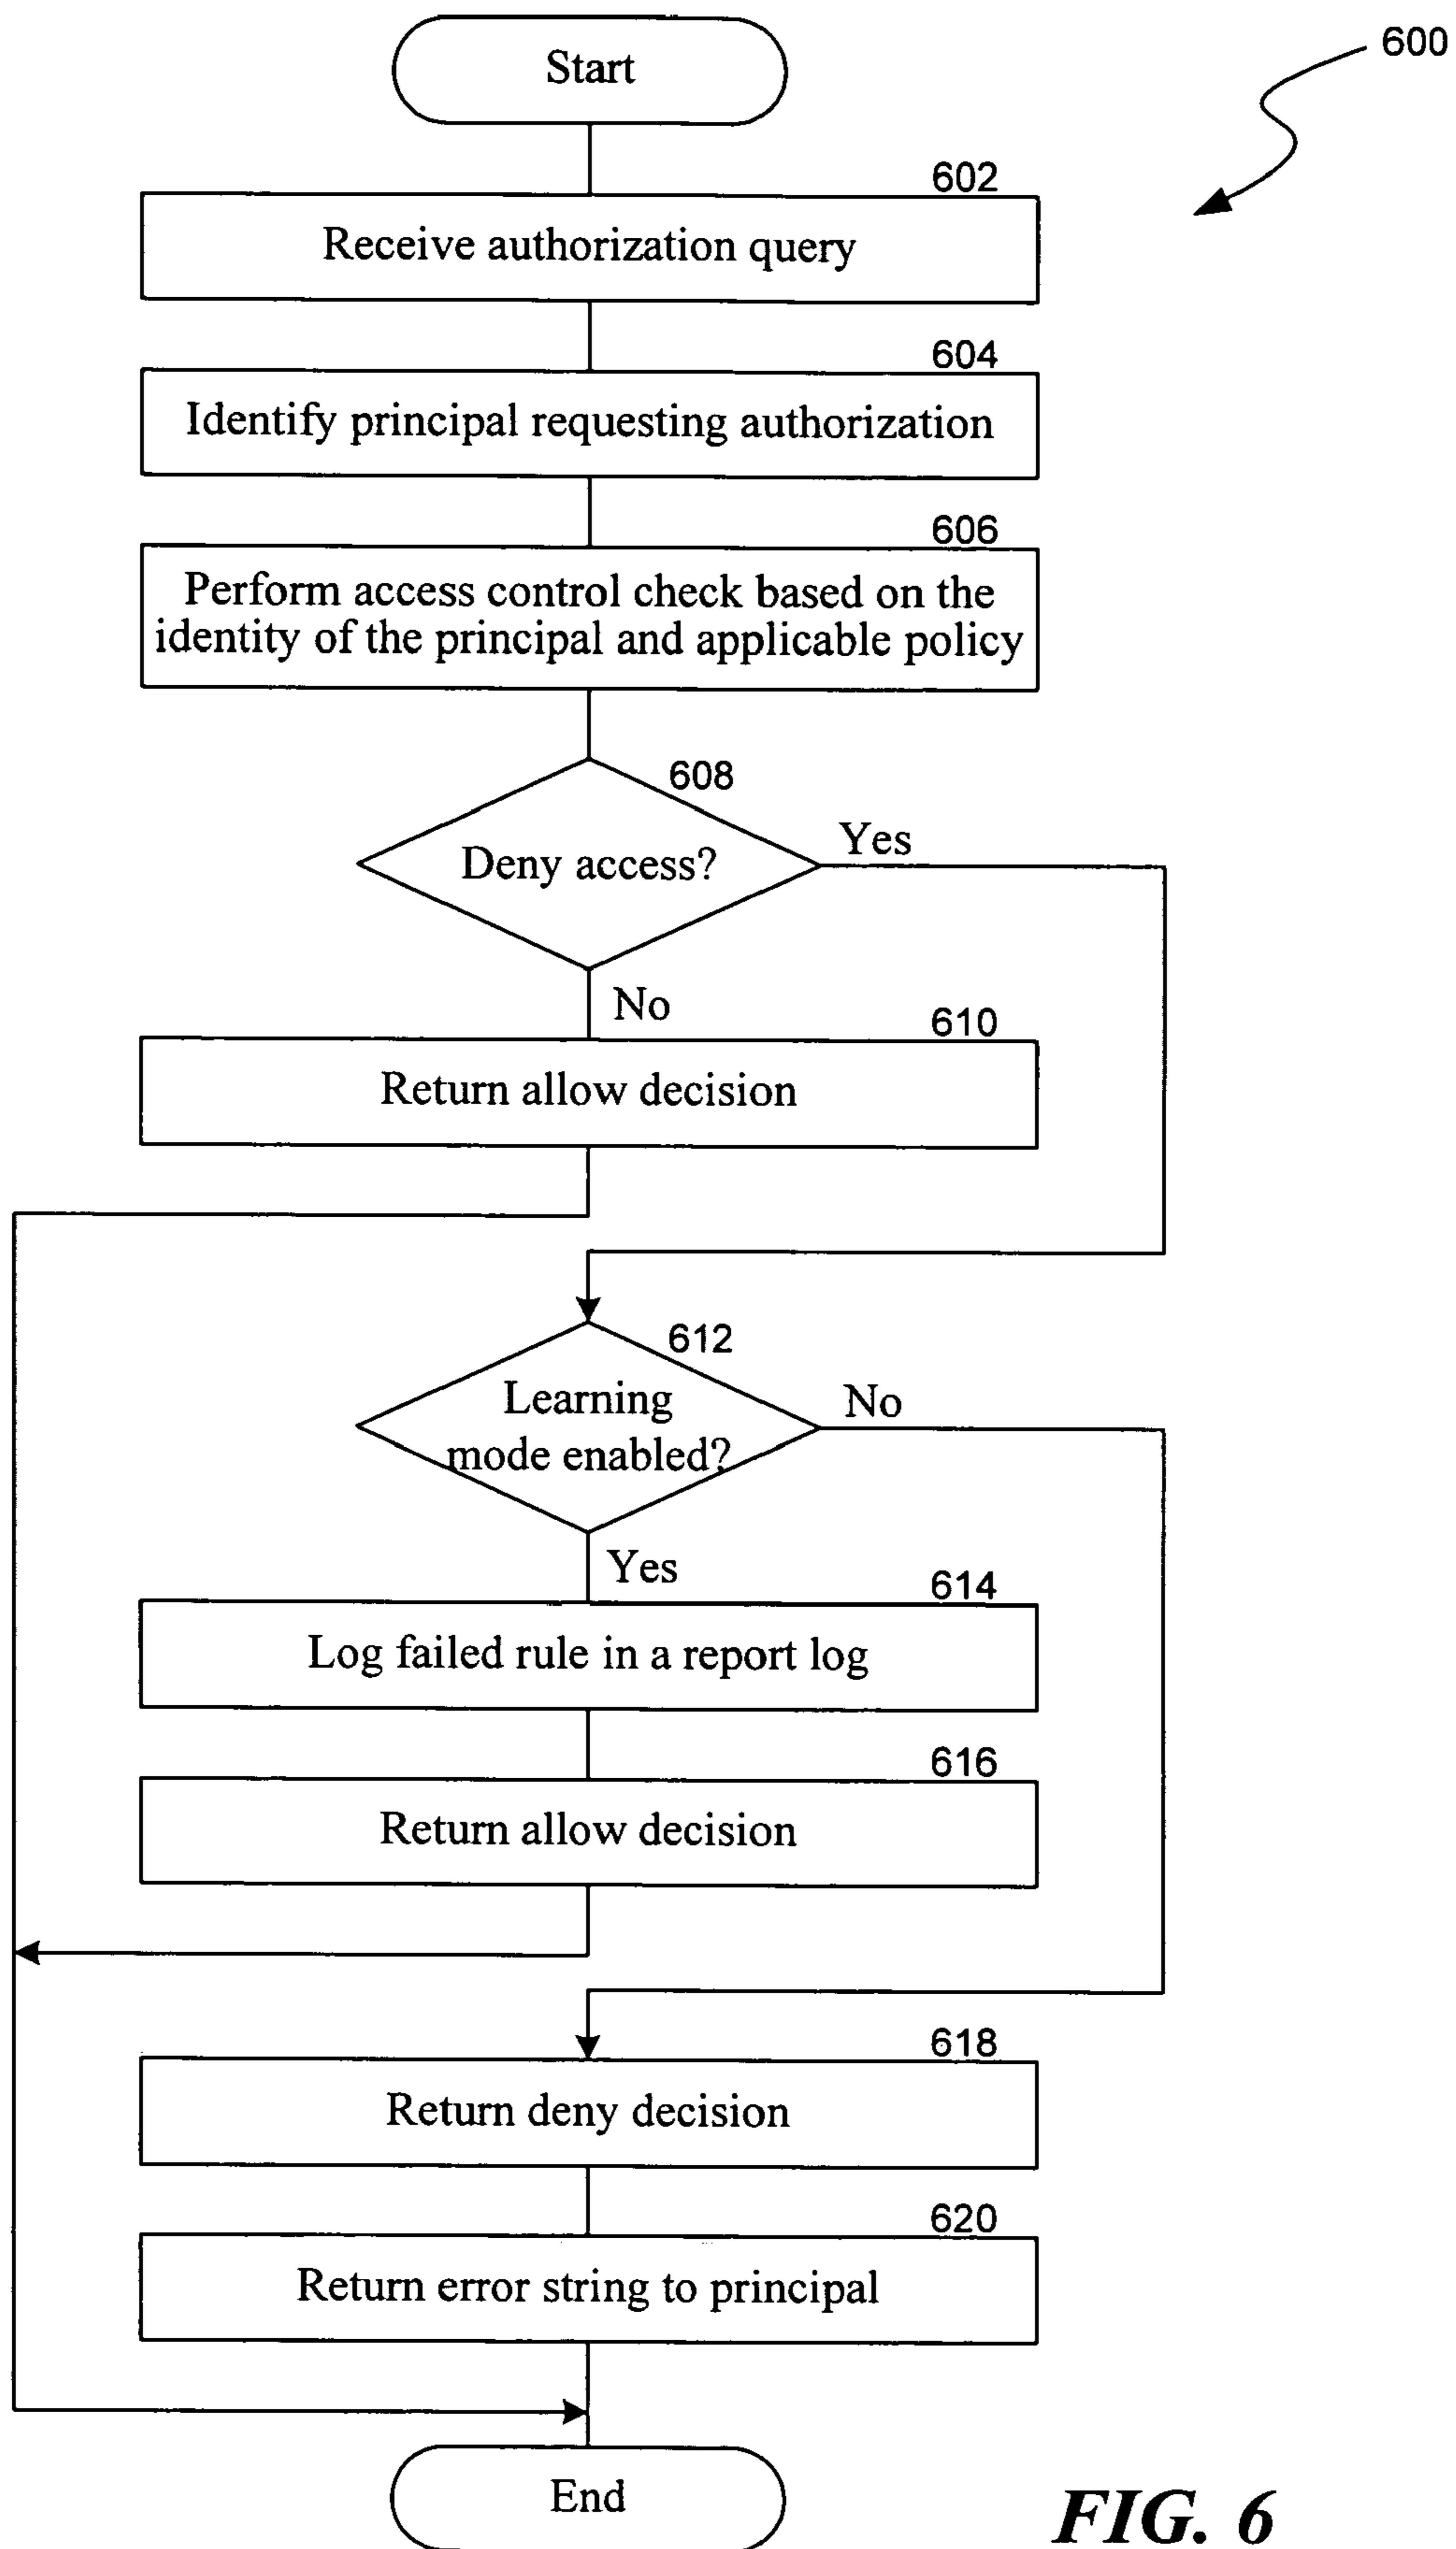 Start
600
602
Receive authorization query
604
Identify principal requesting authorization
606
Perform access control check based on the
identity of the principal and applicable policy
608
Deny access?
Yes
No
610
Return allow decision
612
Learning
mode enabled?
No
Yes
614
Log failed rule in a report log
616
Return allow decision
618
Return deny decision
620
Return error string to principal
End
FIG. 6